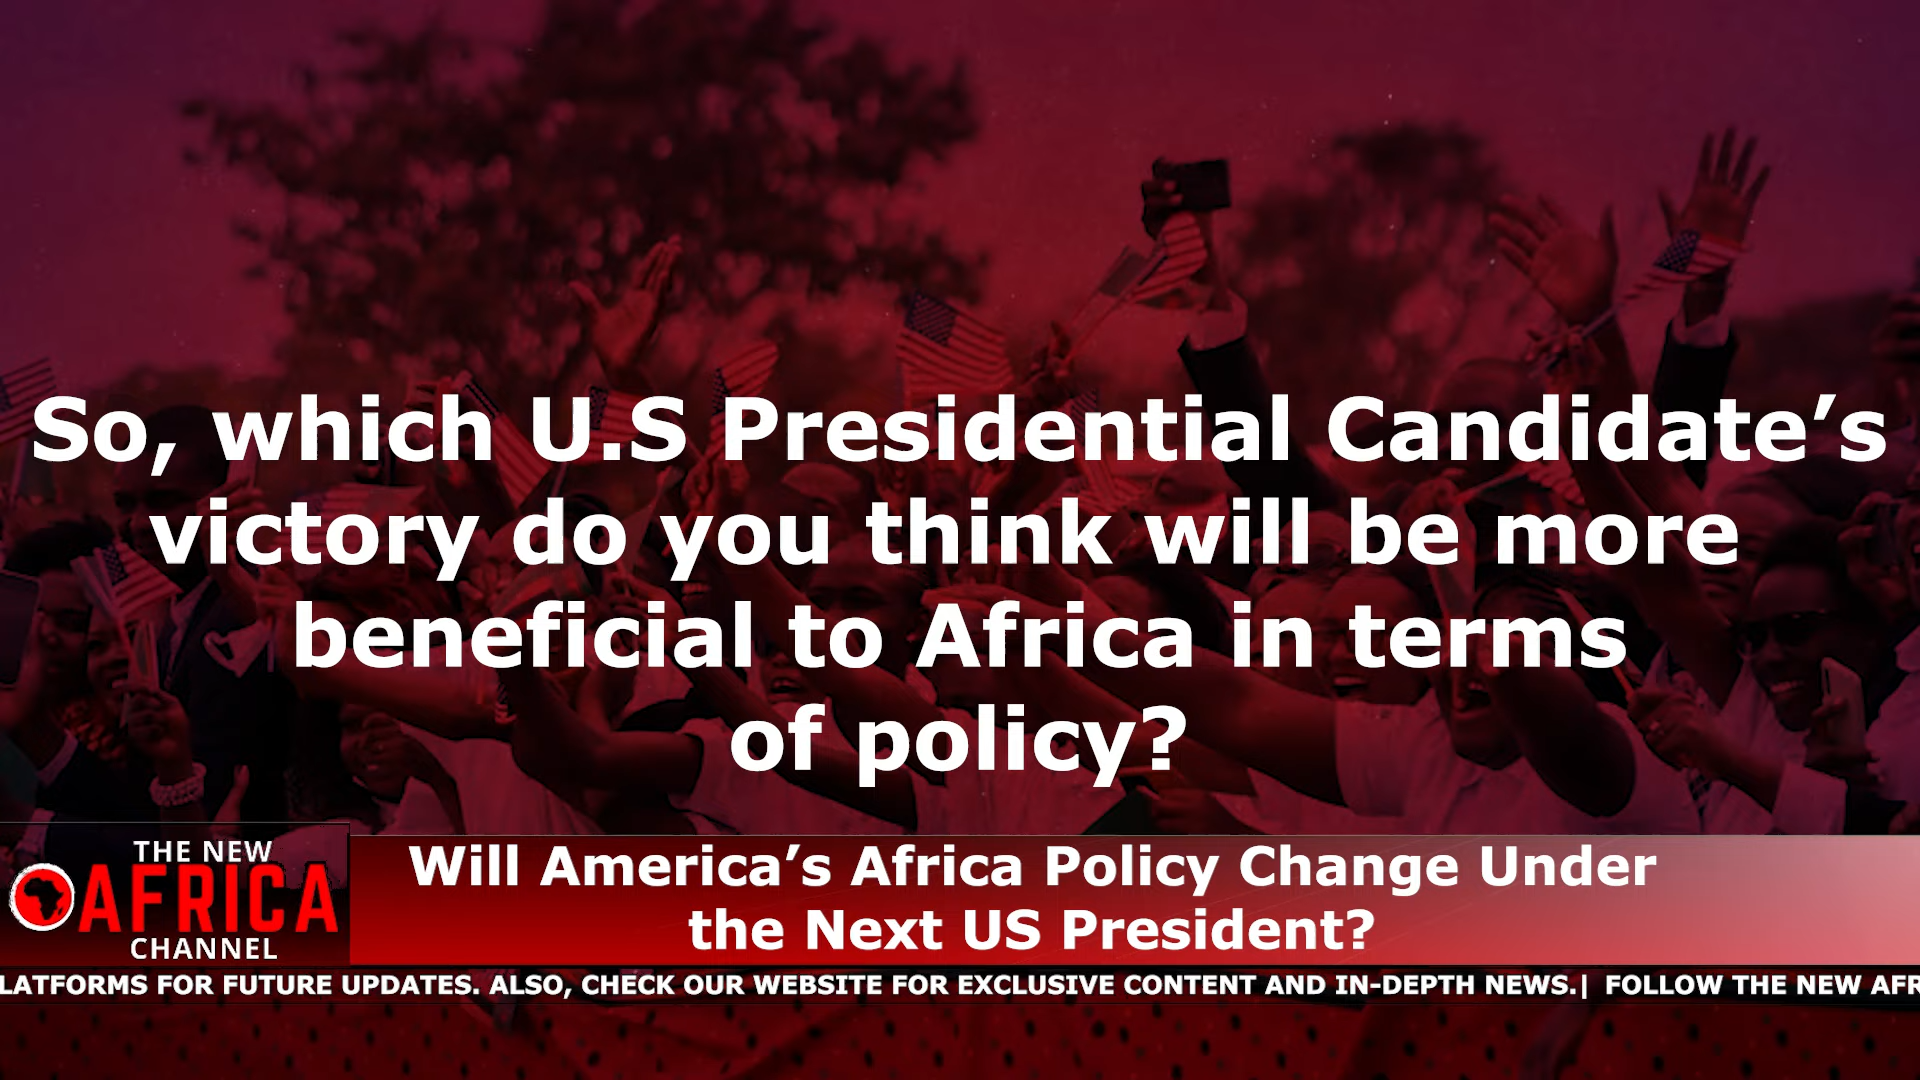 So, which U.S Presidential Candidate’s
victory do you think will be more
beneficial to Africa in terms
of policy?
THE NEW
AFRICA
CHANNEL
Will America’s Africa Policy Change Under
the Next US President?
LATFORMS FOR FUTURE UPDATES. ALSO, CHECK OUR WEBSITE FOR EXCLUSIVE CONTENT AND IN-DEPTH NEWS.| FOLLOW THE NEW AFR